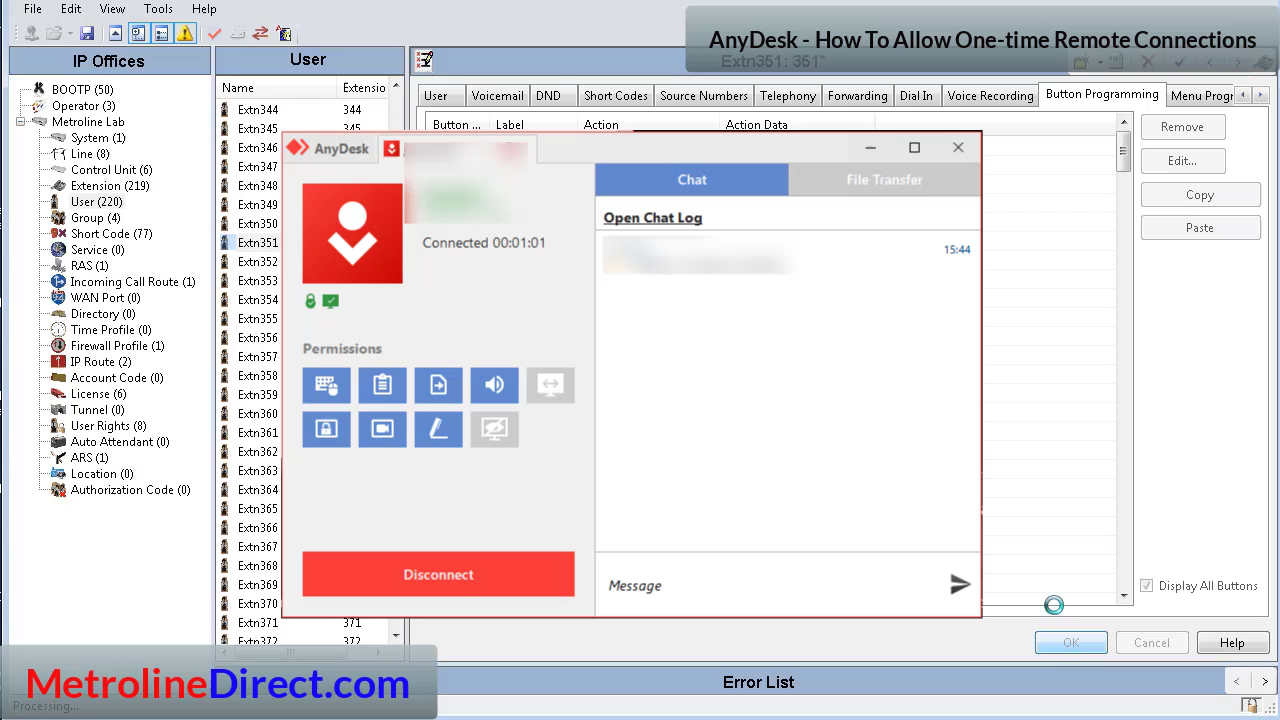 File Edit View Tools Help
AnyDesk - How To Allow One-time Remote Connections
IP Offices
BOOTP (50)
Operator (3)
Metroline Lab
System (1)
Line (8)
Control Unit (6)
Extension (219)
User (220)
Group (4)
Short Code (77)
Service (0)
RAS (1)
Incoming Call Route (1)
WAN Port (0)
Directory (0)
Time Profile (0)
Firewall Profile (1)
IP Route (2)
Account Code (0)
License (6)
Tunnel (0)
User Rights (0)
Auto Attendant (0)
ARS (1)
Location (0)
Authorization Code (0)
User
Name Extensio
Extn344 344
Extn345 345
Extn346
Extn347
Extn348
Extn349
Extn350
Extn351
Extn352
Extn353
Extn354
Extn355
Extn356
Extn357
Extn358
Extn359
Extn360
Extn361
Extn362
Extn363
Extn364
Extn365
Extn366
Extn367
Extn368
Extn369
Extn370
Extn371 371
Extn372 372
Extn351: 351*
User Voicemail DND Short Codes Source Numbers Telephony Forwarding Dial In Voice Recording Button Programming Menu Progr
Button ... Label Action Action Data
Remove
Edit...
Copy
Paste
Display All Buttons
AnyDesk
Connected 00:01:01
Permissions
Disconnect
Chat File Transfer
Open Chat Log
15:44
Message
OK Cancel Help
Error List
MetrolineDirect.com
Processing...